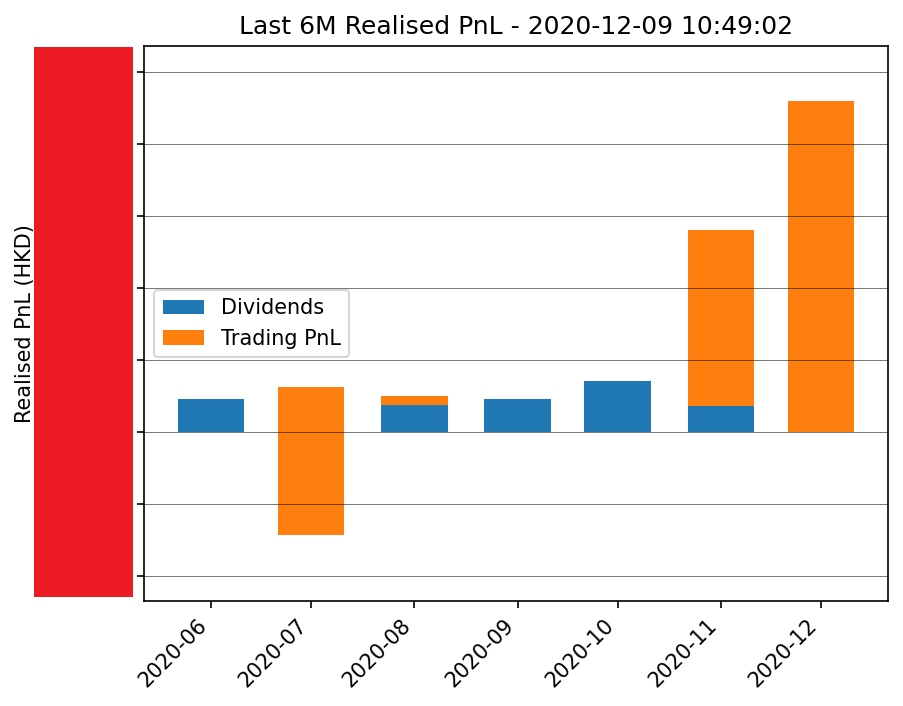 Last 6M Realised PnL - 2020-12-09 10:49:02
Realised PnL (HKD)
Dividends
Trading PnL
2020-06
2020-07
2020-08
2020-09
2020-10
2020-11
2020-12